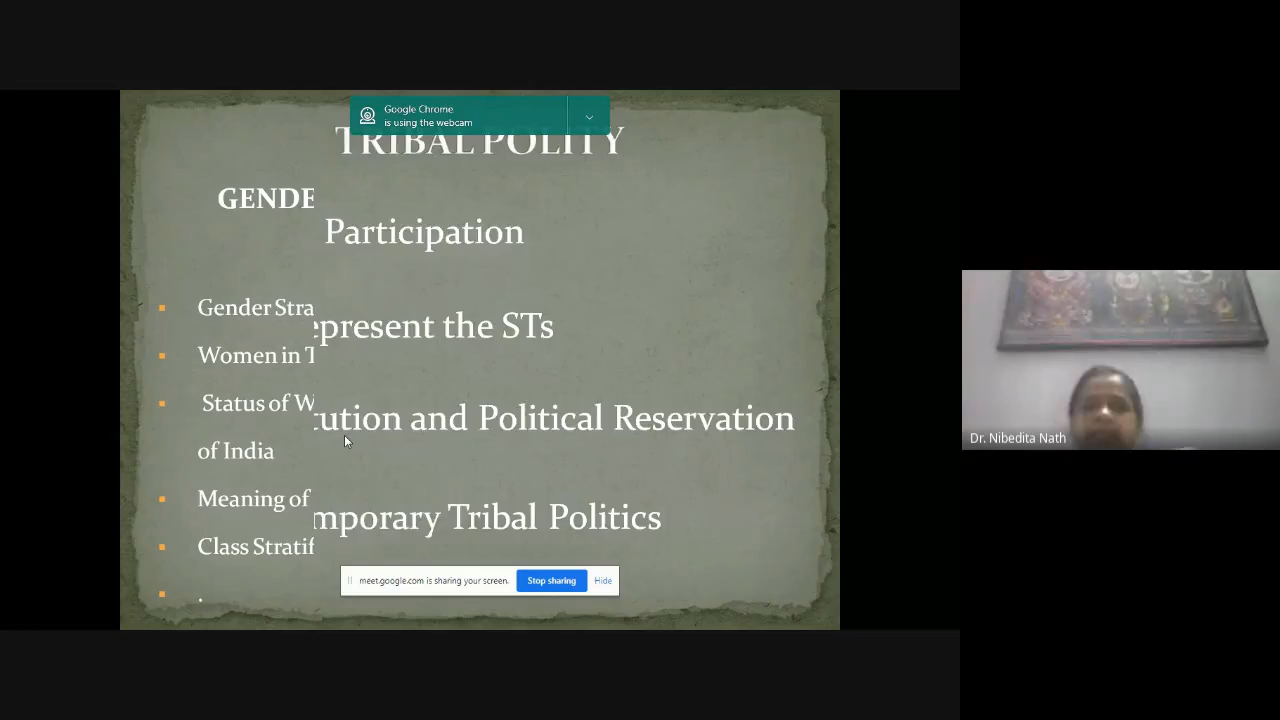 Google Chrome
is using the webcam
TRIBAL POLITY
GENDE
Participation
Gender Stra
epresent the STs
Women in T
Status of W
tution and Political Reservation
of India
Meaning of
mporary Tribal Politics
Class Stratif
.
meet.google.com is sharing your screen.
Stop sharing
Hide
Dr. Nibedita Nath